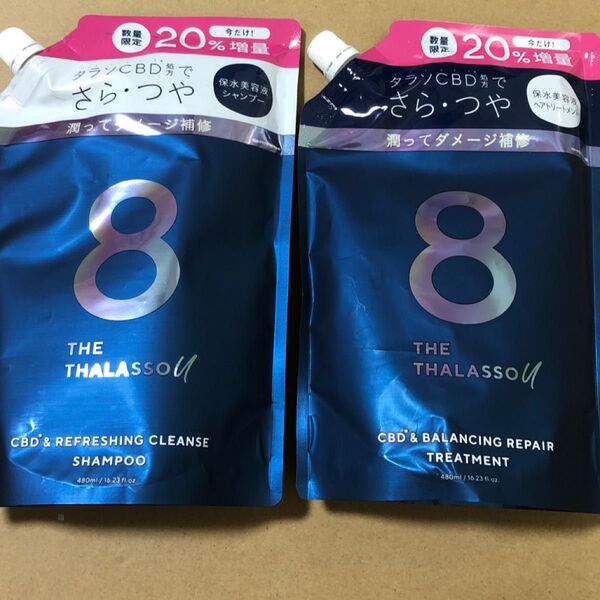 数量
限定
今だけ!
20%増量
タラソCBD*処方で
さら・つや
保水美容液
シャンプー
潤ってダメージ補修
8
THE
THALASSO U
CBD* & REFRESHING CLEANSE
SHAMPOO
480ml / 16.23 fl. oz.
数量
限定
今だけ!
20%増量
タラソCBD*処方で
さら・つや
保水美容液
ヘアトリートメント
潤ってダメージ補修
8
THE
THALASSO U
CBD* & BALANCING REPAIR
TREATMENT
480ml / 16.23 fl. oz.